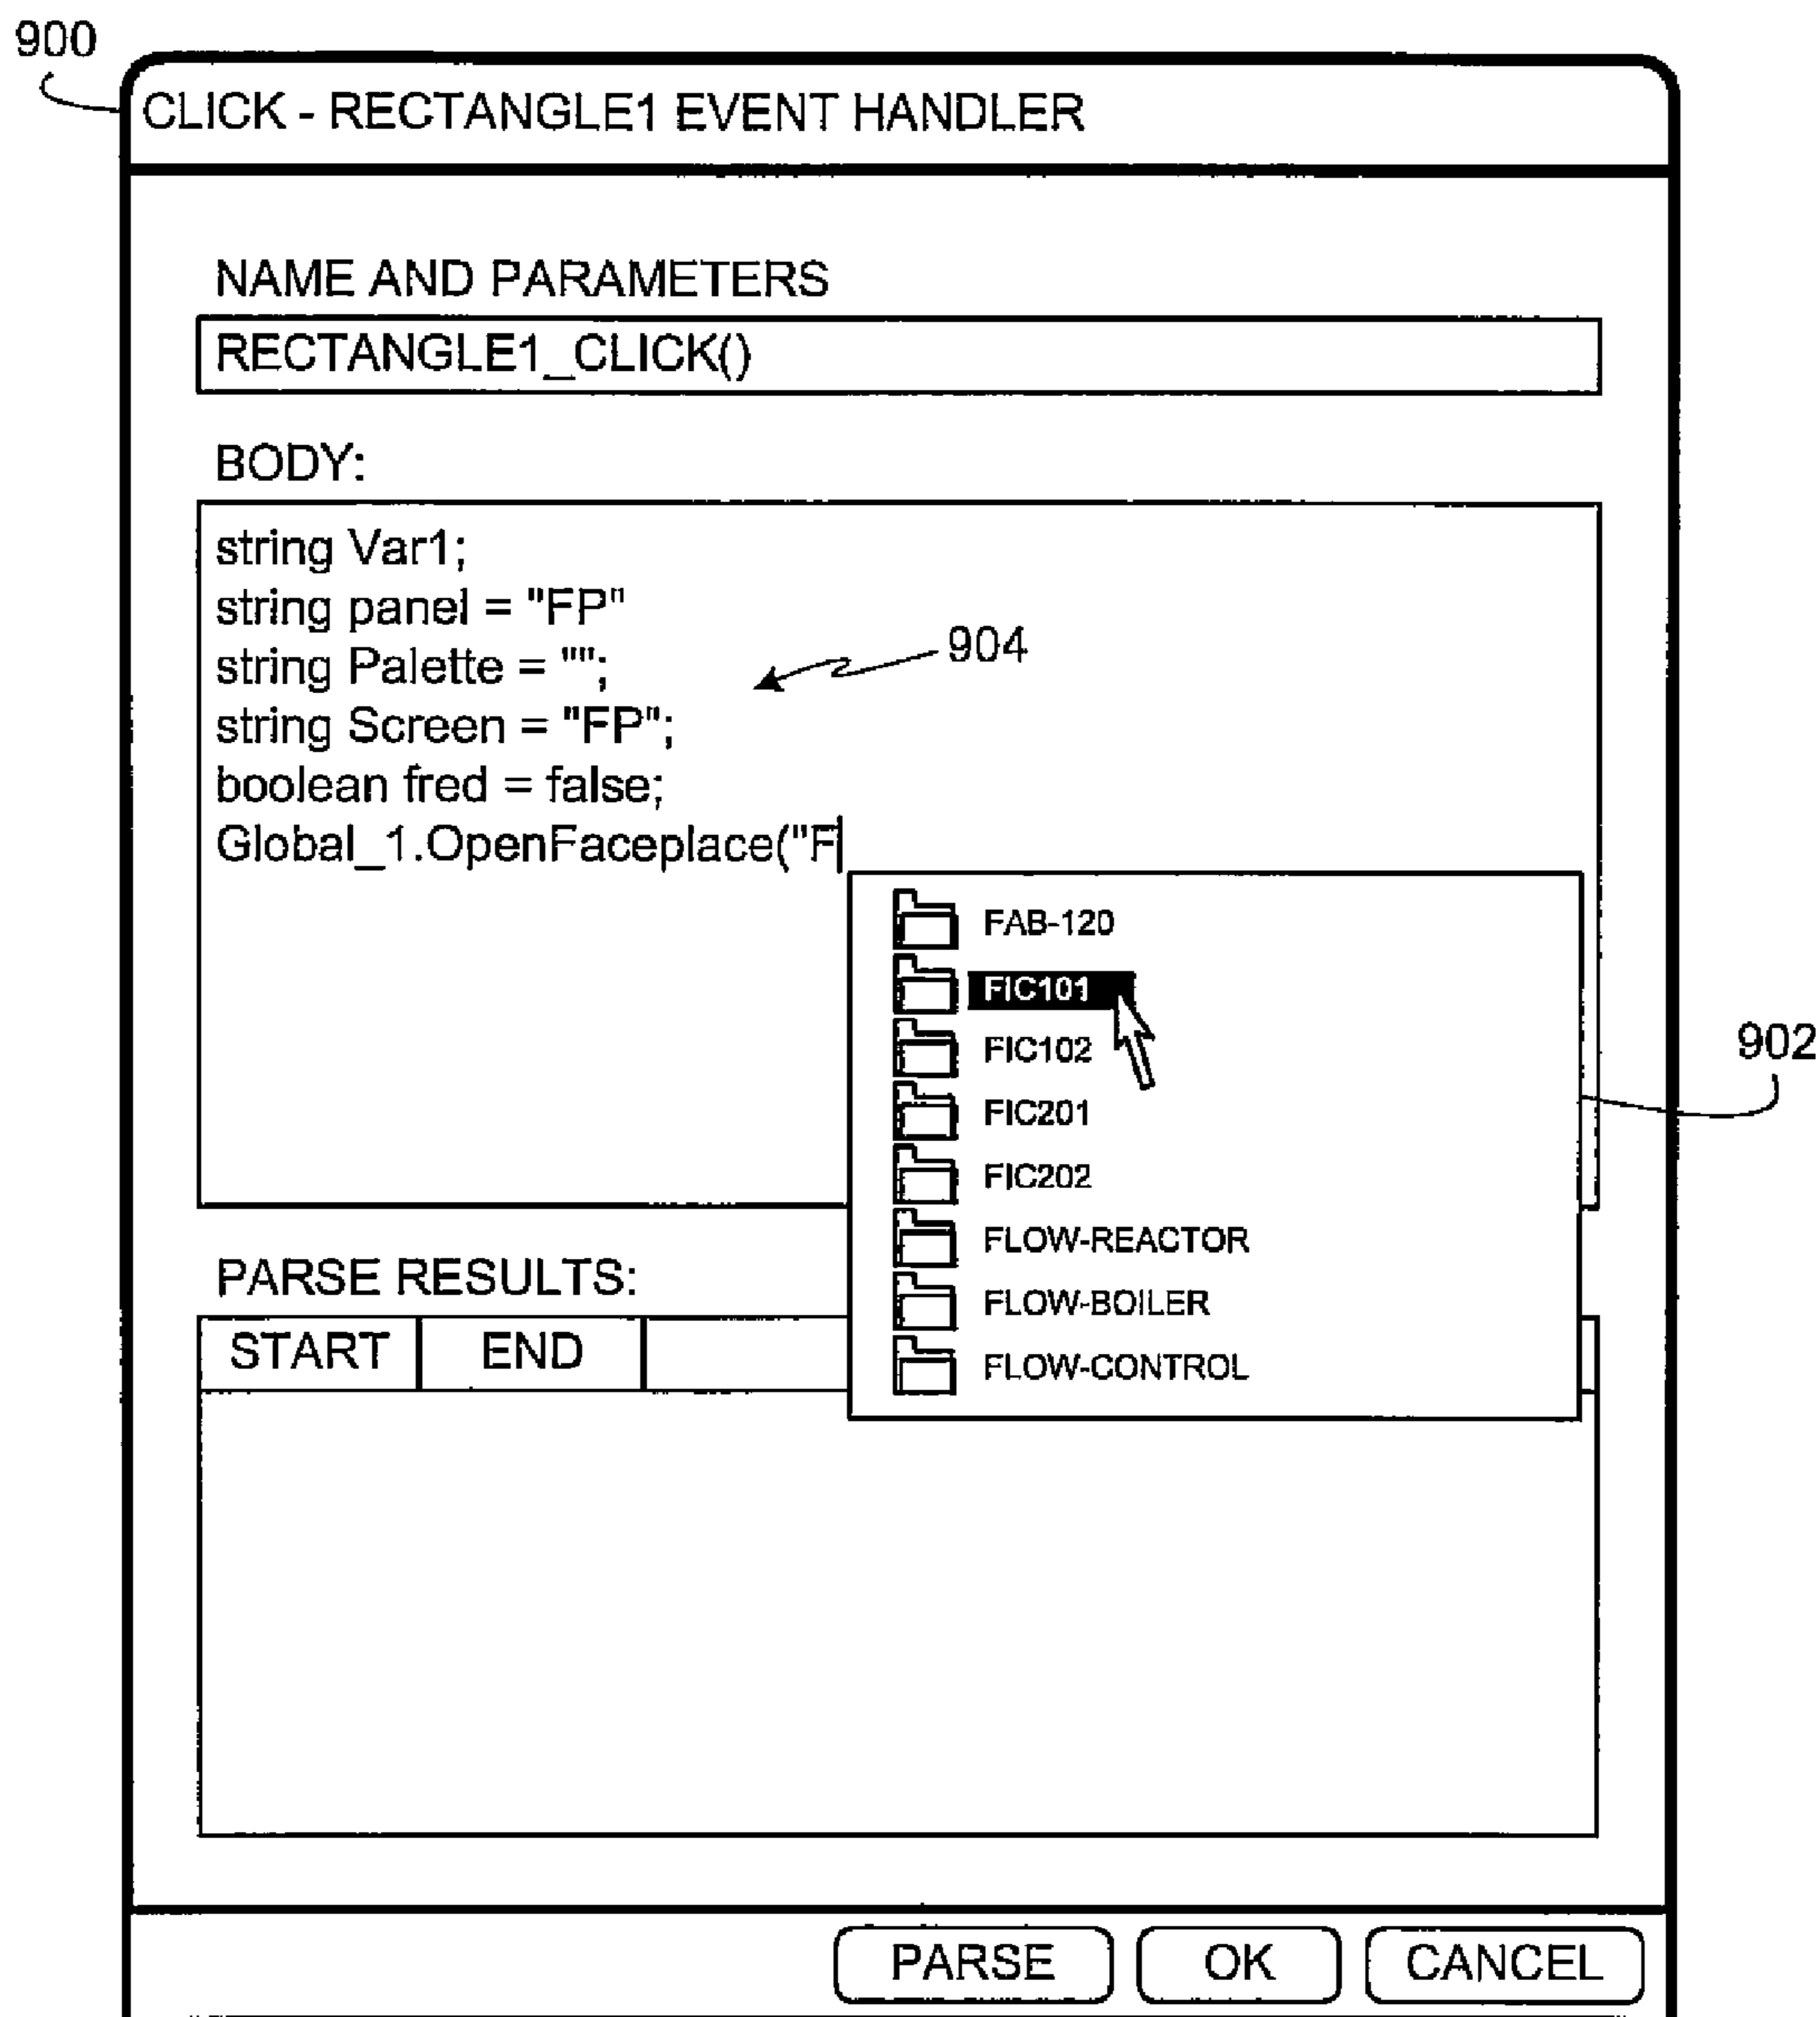 900
CLICK - RECTANGLE1 EVENT HANDLER
NAME AND PARAMETERS
RECTANGLE1_CLICK()
BODY:
string Var1;
string panel = "FP"
string Palette = "";
904
string Screen = "FP";
boolean fred = false;
Global_1.OpenFaceplace("F
FAB-120
FIC101
FIC102
902
FIC201
FIC202
FLOW-REACTOR
FLOW-BOILER
FLOW-CONTROL
PARSE RESULTS:
START END
PARSE OK CANCEL